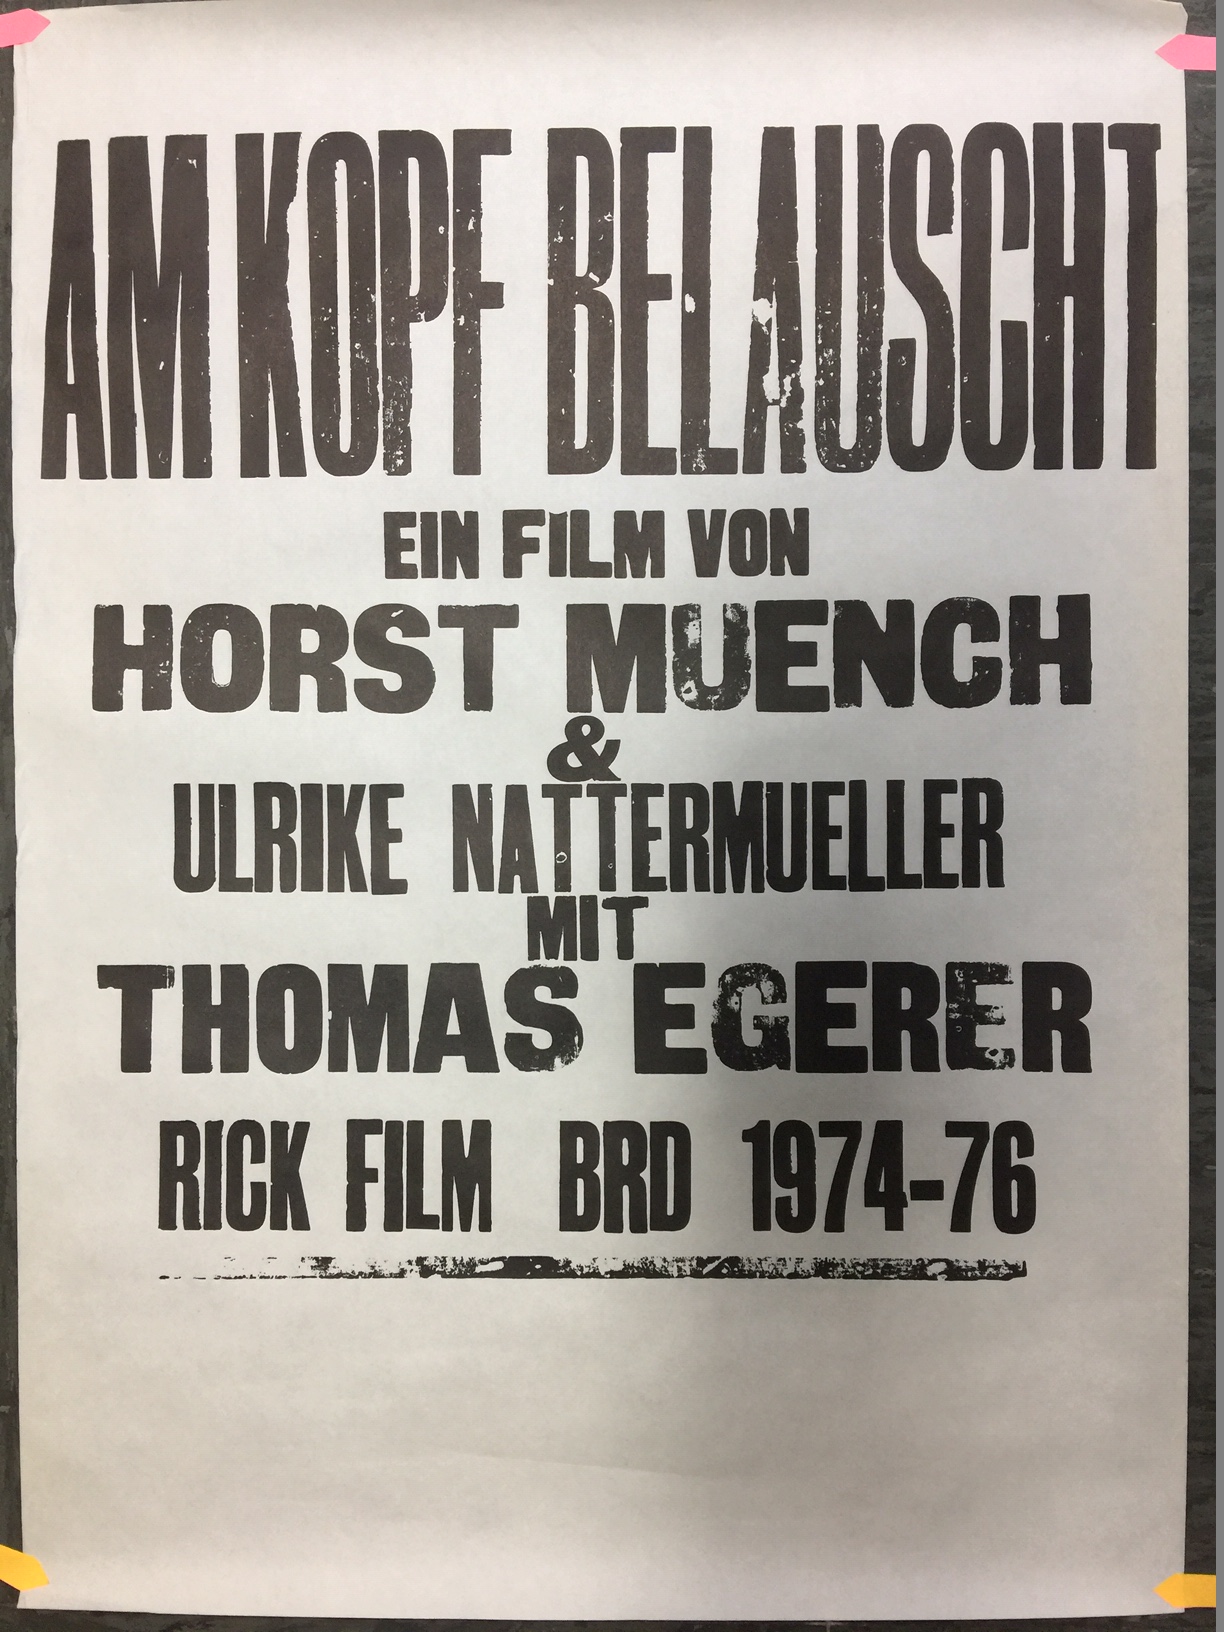 AM KOPF BELAUSCHT
EIN FILM VON
HORST MUENCH
&
ULRIKE NATTERMUELLER
MIT
THOMAS EGERER
RICK FILM BRD 1974-76